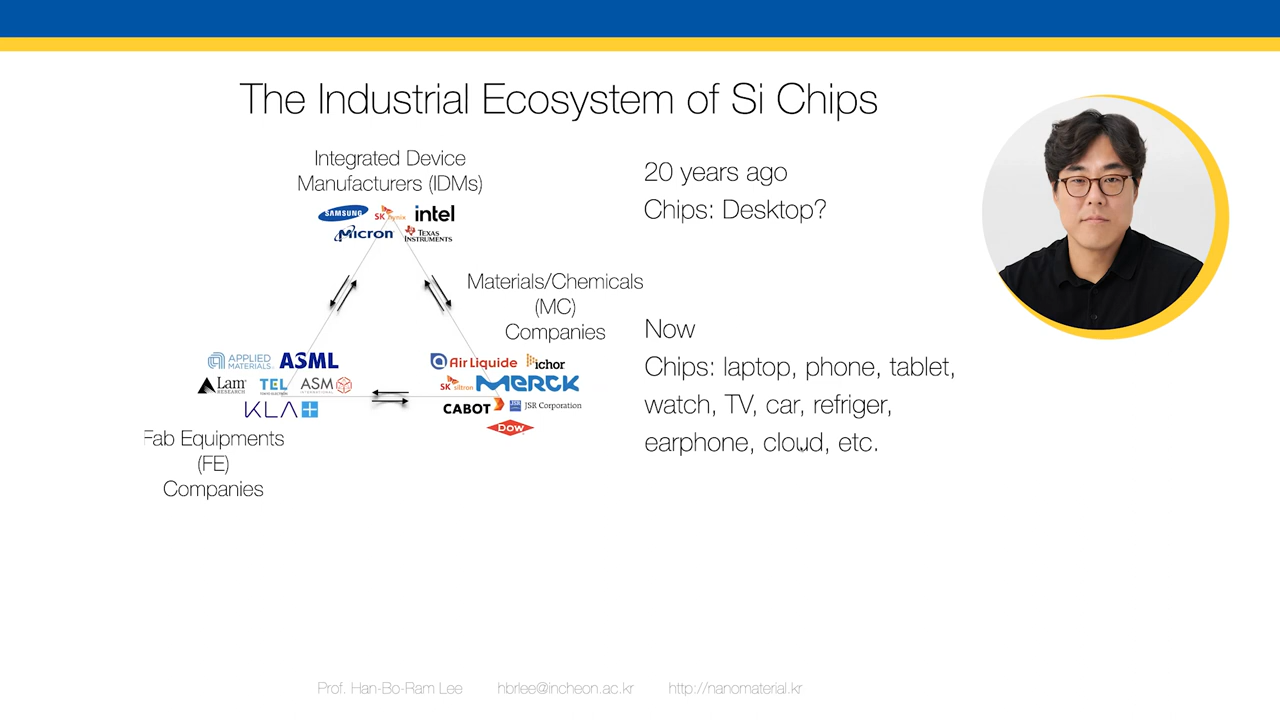 The Industrial Ecosystem of Si Chips
Integrated Device
Manufacturers (IDMs)
SAMSUNG SK hynix intel
Micron TEXAS INSTRUMENTS
20 years ago
Chips: Desktop?
Materials/Chemicals
(MC)
Companies
Now
Chips: laptop, phone, tablet,
watch, TV, car, refriger,
earphone, cloud, etc.
APPLIED MATERIALS ASML
Lam RESEARCH TEL ASM INTERNATIONAL
KLA
Air Liquide ichor
SK siltron MERCK
CABOT JSR JSR Corporation
Dow
Fab Equipments
(FE)
Companies
Prof. Han-Bo-Ram Lee hbrlee@incheon.ac.kr http://nanomaterial.kr